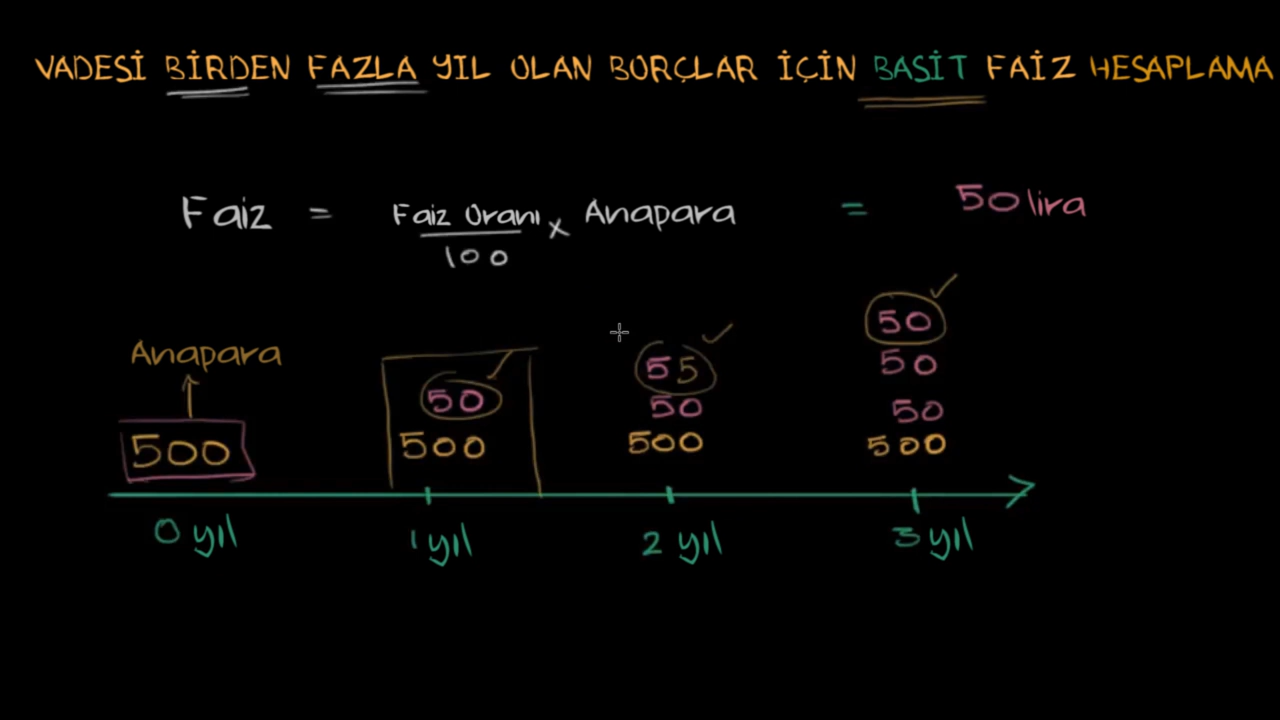 VADESİ BİRDEN FAZLA YIL OLAN BORÇLAR İÇİN BASİT FAİZ HESAPLAMA
Faiz = Faiz Oranı x Anapara = 50 lira
100
Anapara
50
50 55 50
50 50
500 500 500 500
0 yıl 1 yıl 2 yıl 3 yıl